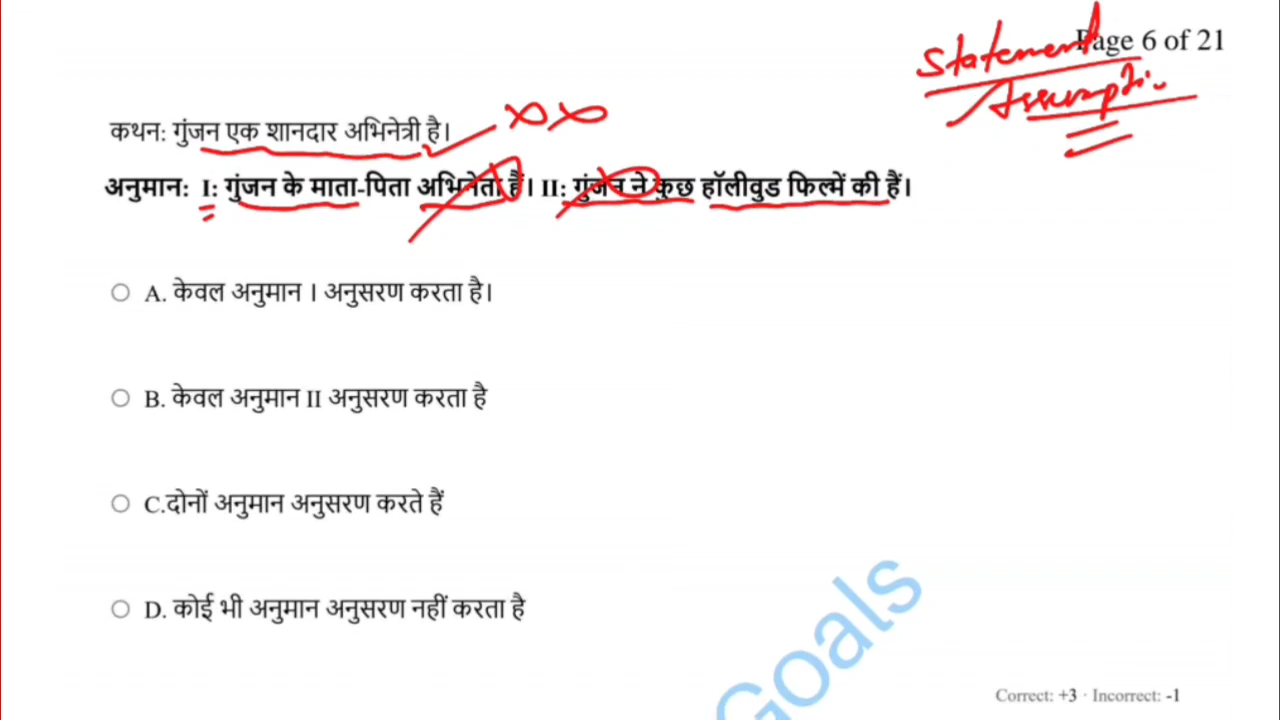 Page 6 of 21
Statement
Assumpti.
कथन: गुंजन एक शानदार अभिनेत्री है।
अनुमान: I: गुंजन के माता-पिता अभिनेता हैं। II: गुंजन ने कुछ हॉलीवुड फिल्में की हैं।
A. केवल अनुमान । अनुसरण करता है।
B. केवल अनुमान II अनुसरण करता है
C.दोनों अनुमान अनुसरण करते हैं
D. कोई भी अनुमान अनुसरण नहीं करता है
Goals
Correct: +3 · Incorrect: -1